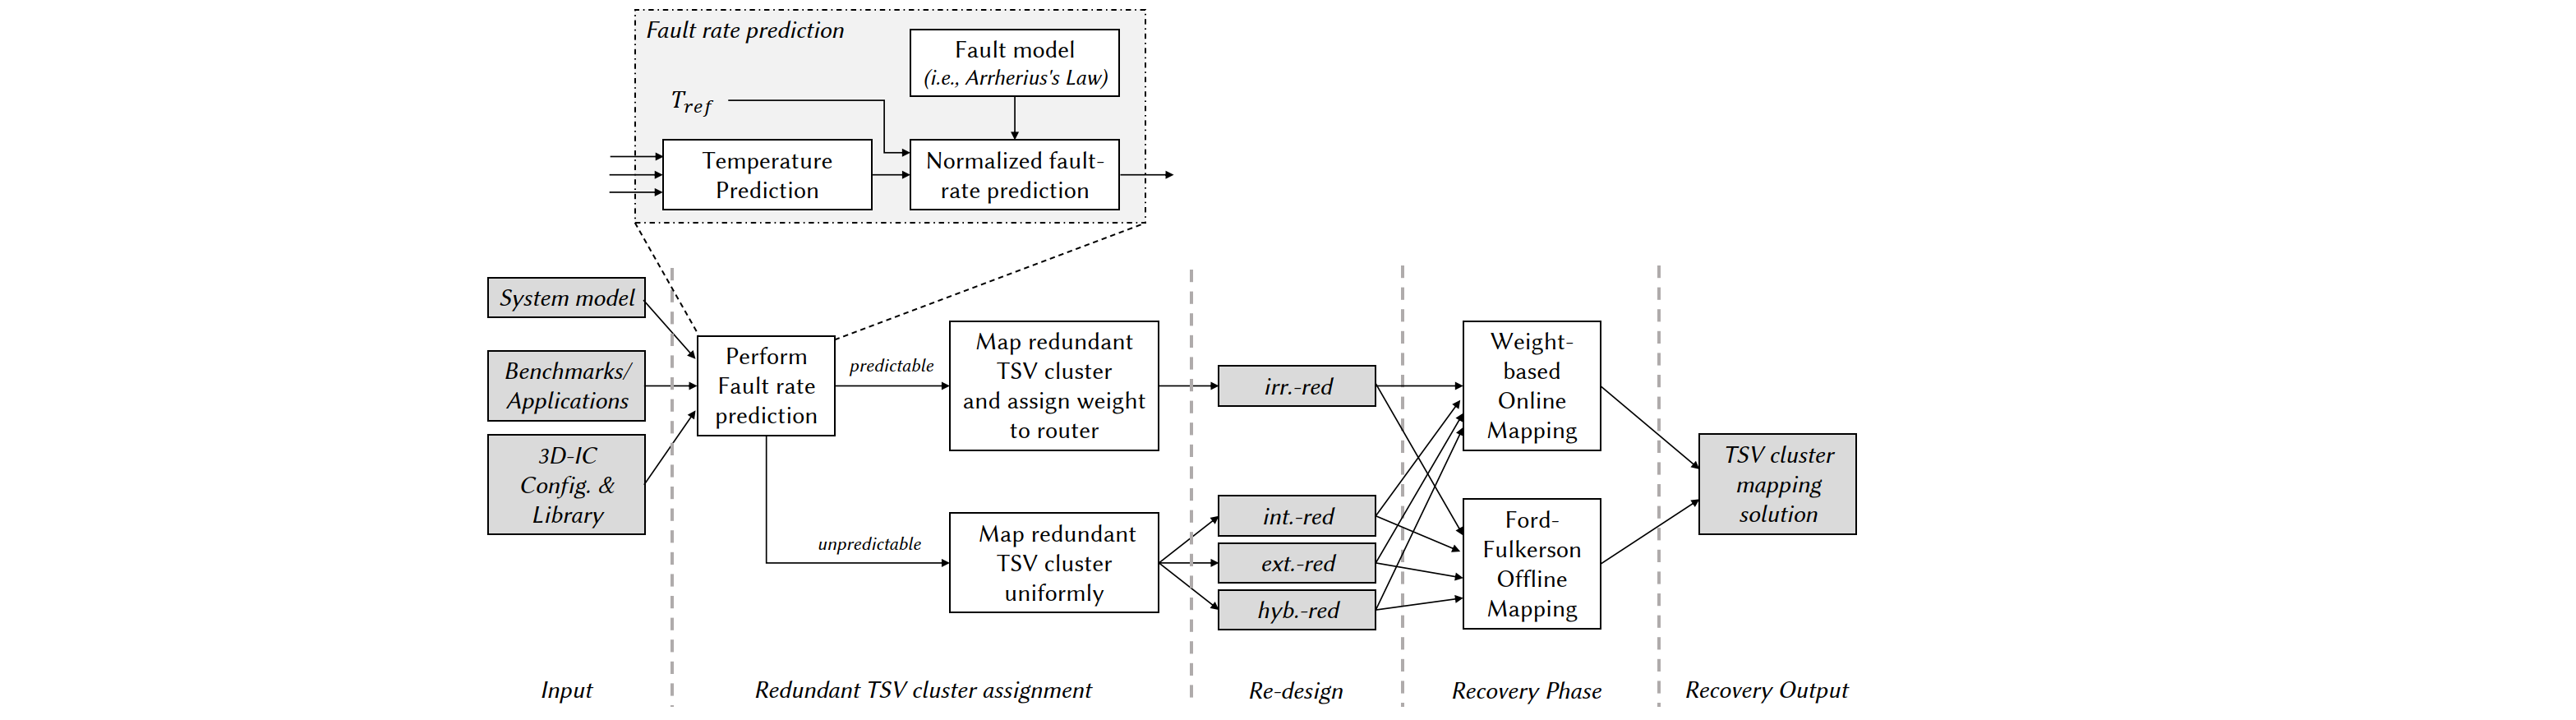 Fault rate prediction
Fault model
(i.e., Arrherius's Law)
T_ref
Temperature
Prediction
Normalized fault-
rate prediction
System model
Benchmarks/
Applications
3D-IC
Config. &
Library
Perform
Fault rate
prediction
predictable
unpredictable
Map redundant
TSV cluster
and assign weight
to router
Map redundant
TSV cluster
uniformly
irr.-red
int.-red
ext.-red
hyb.-red
Weight-
based
Online
Mapping
Ford-
Fulkerson
Offline
Mapping
TSV cluster
mapping
solution
Input
Redundant TSV cluster assignment
Re-design
Recovery Phase
Recovery Output